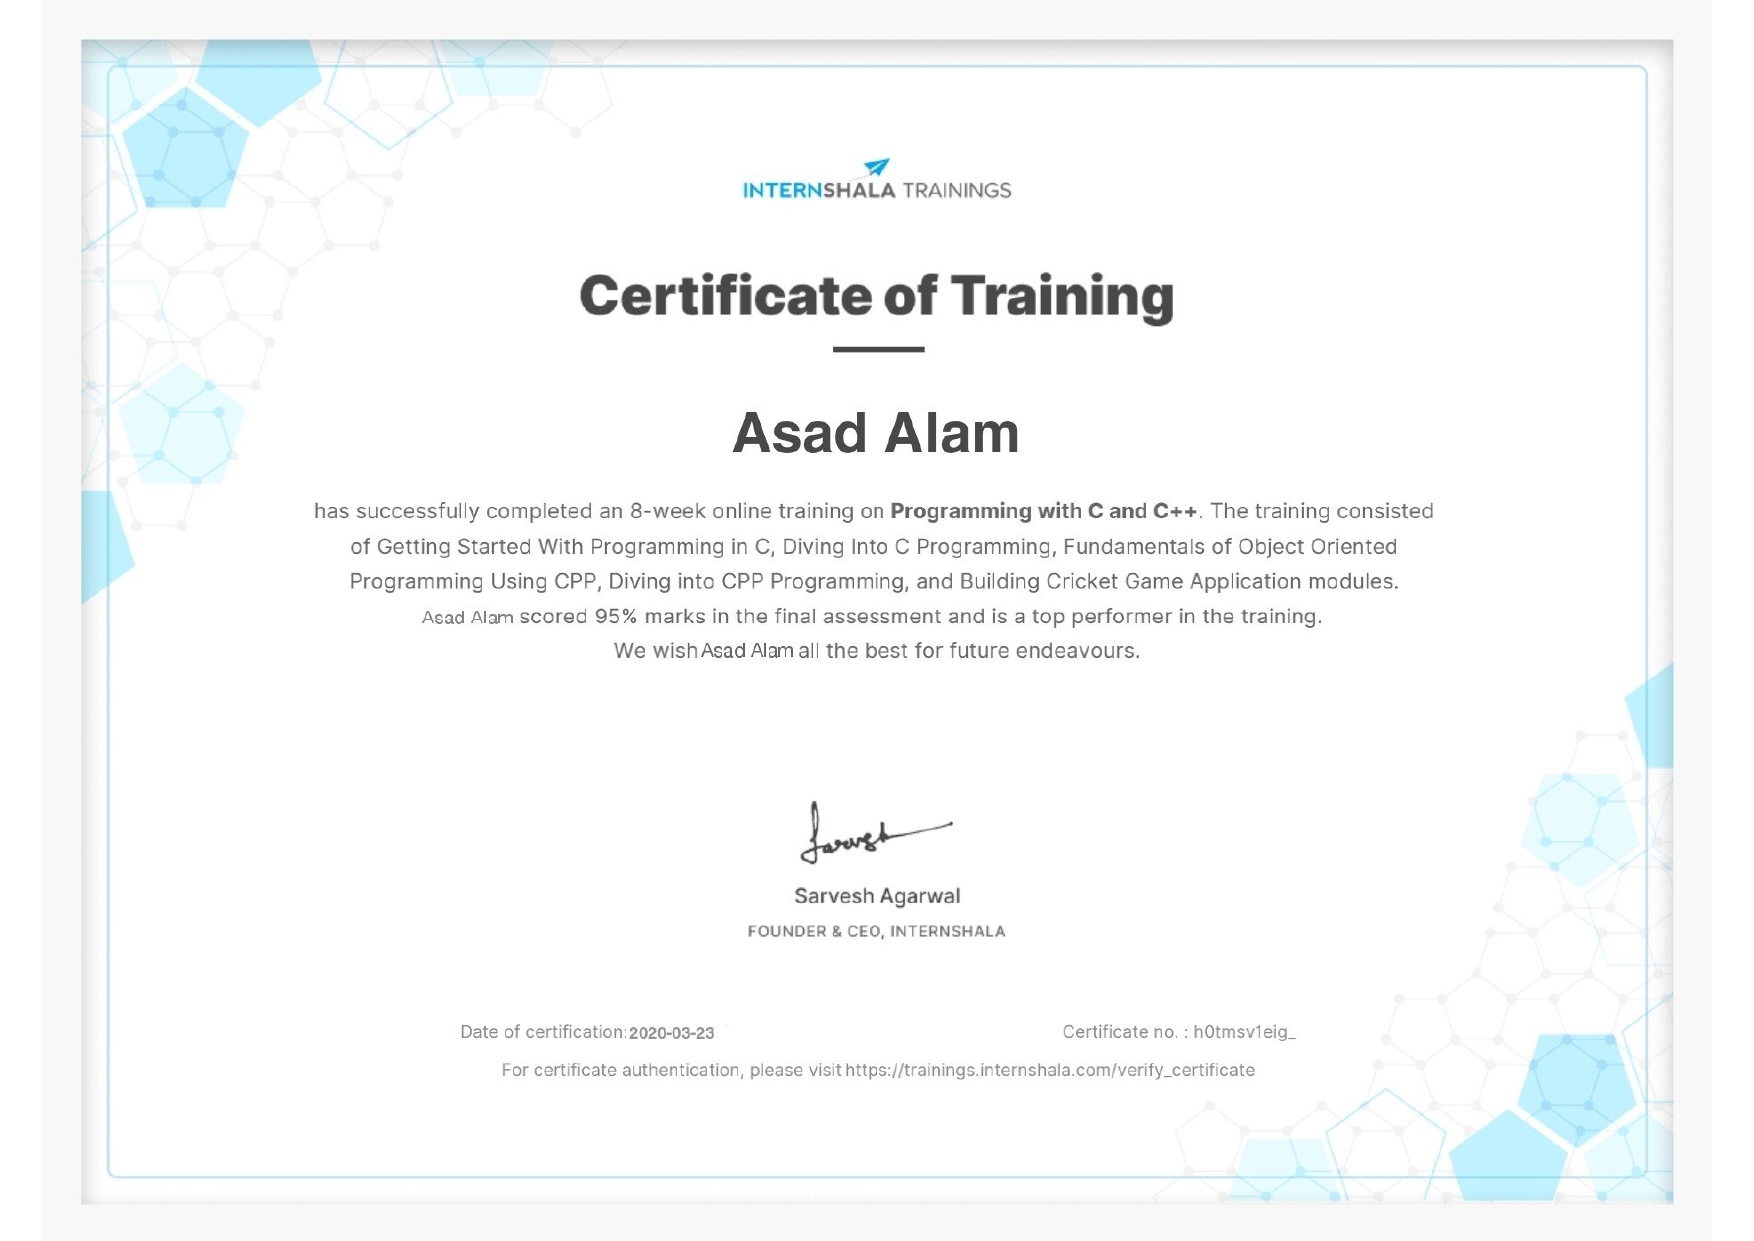 INTERNSHALA TRAININGS
Certificate of Training
Asad Alam
has successfully completed an 8-week online training on Programming with C and C++. The training consisted
of Getting Started With Programming in C, Diving Into C Programming, Fundamentals of Object Oriented
Programming Using CPP, Diving into CPP Programming, and Building Cricket Game Application modules.
Asad Alam scored 95% marks in the final assessment and is a top performer in the training.
We wish Asad Alam all the best for future endeavours.
Sarvesh
Sarvesh Agarwal
FOUNDER & CEO, INTERNSHALA
Date of certification: 2020-03-23 Certificate no. : h0tmsv1eig_
For certificate authentication, please visit https://trainings.internshala.com/verify_certificate